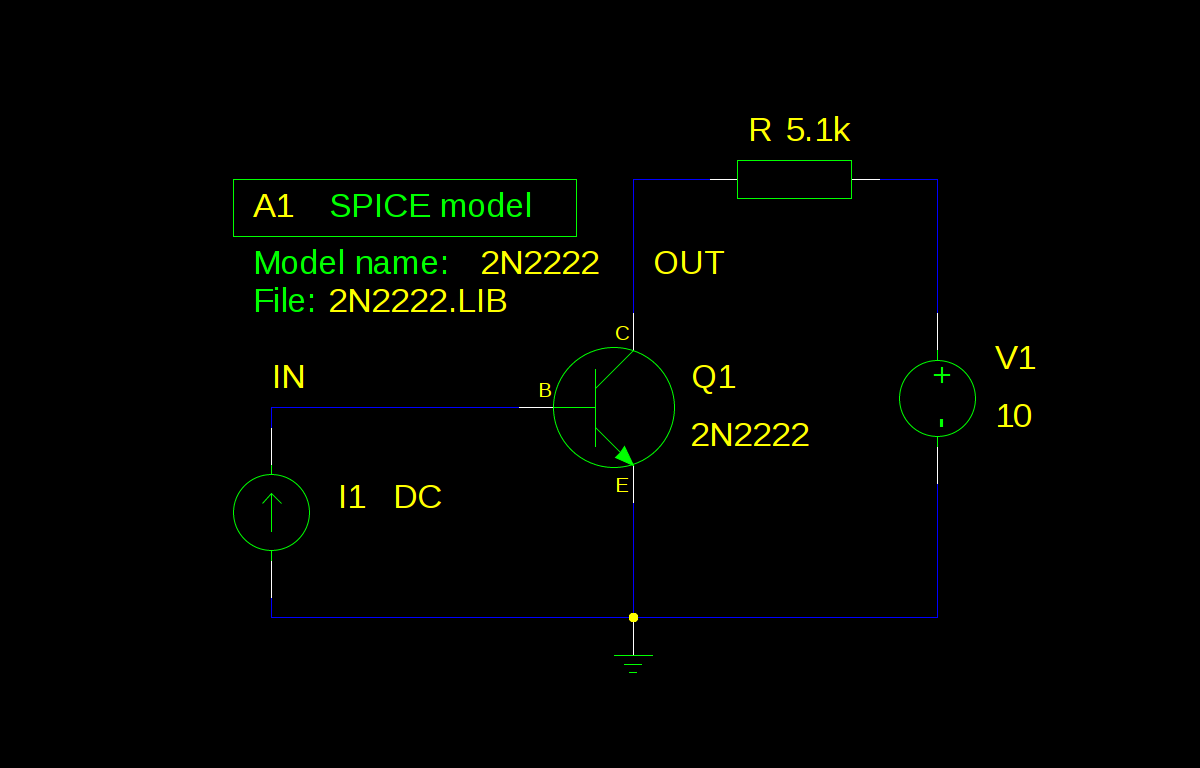 R 5.1k
A1 SPICE model
Model name: 2N2222
OUT
File: 2N2222.LIB
C
V1
IN
Q1
B
+
10
-
2N2222
E
I1 DC